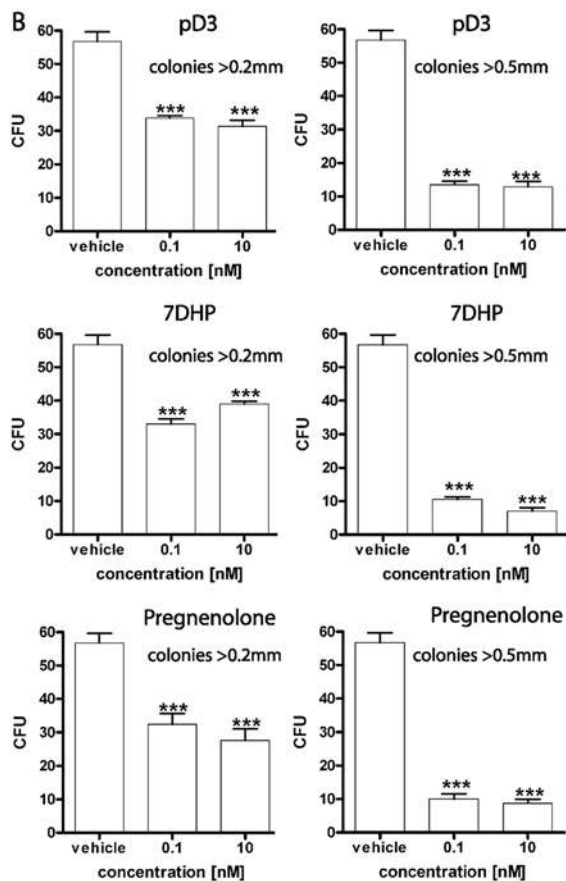 B
pD3
colonies >0.2mm
CFU
60
50
40
30
20
10
0
***
***
vehicle 0.1 10
concentration [nM]
pD3
colonies >0.5mm
CFU
60
50
40
30
20
10
0
***
***
vehicle 0.1 10
concentration [nM]
7DHP
colonies >0.2mm
CFU
60
50
40
30
20
10
0
***
***
vehicle 0.1 10
concentration [nM]
7DHP
colonies >0.5mm
CFU
60
50
40
30
20
10
0
***
***
vehicle 0.1 10
concentration [nM]
Pregnenolone
colonies >0.2mm
CFU
60
50
40
30
20
10
0
***
***
vehicle 0.1 10
concentration [nM]
Pregnenolone
colonies >0.5mm
CFU
60
50
40
30
20
10
0
***
***
vehicle 0.1 10
concentration [nM]